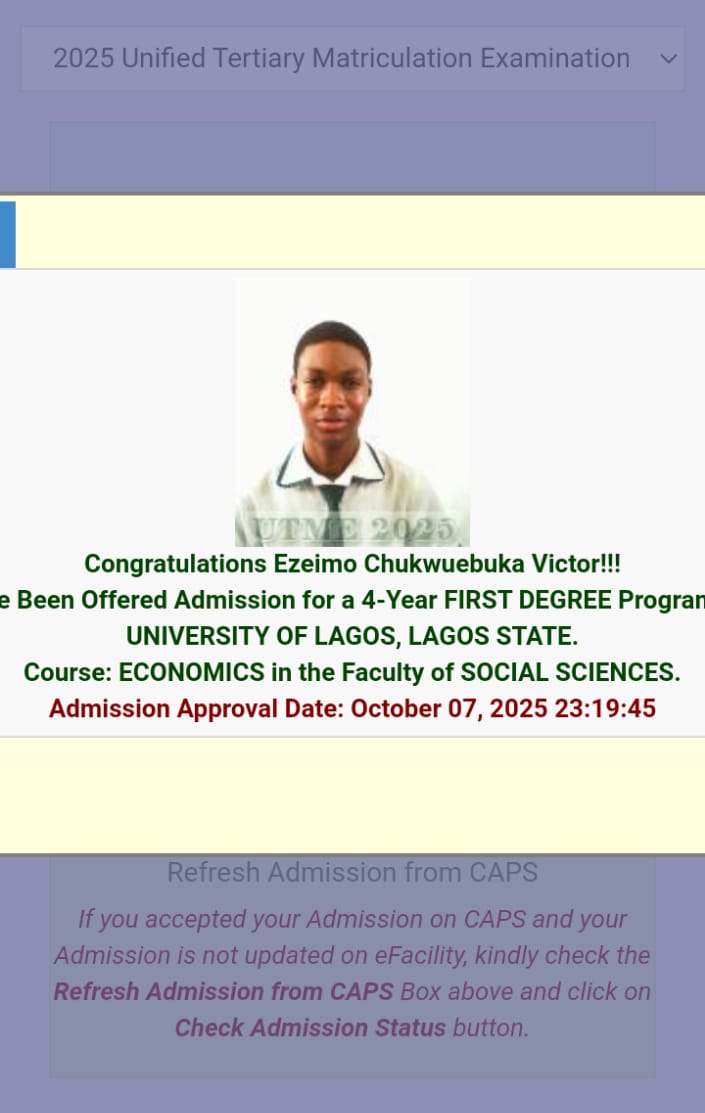 2025 Unified Tertiary Matriculation Examination
UTME 2025
Congratulations Ezeimo Chukwuebuka Victor!!!
e Been Offered Admission for a 4-Year FIRST DEGREE Progra
UNIVERSITY OF LAGOS, LAGOS STATE.
Course: ECONOMICS in the Faculty of SOCIAL SCIENCES.
Admission Approval Date: October 07, 2025 23:19:45
Refresh Admission from CAPS
If you accepted your Admission on CAPS and your
Admission is not updated on eFacility, kindly check the
Refresh Admission from CAPS Box above and click on
Check Admission Status button.